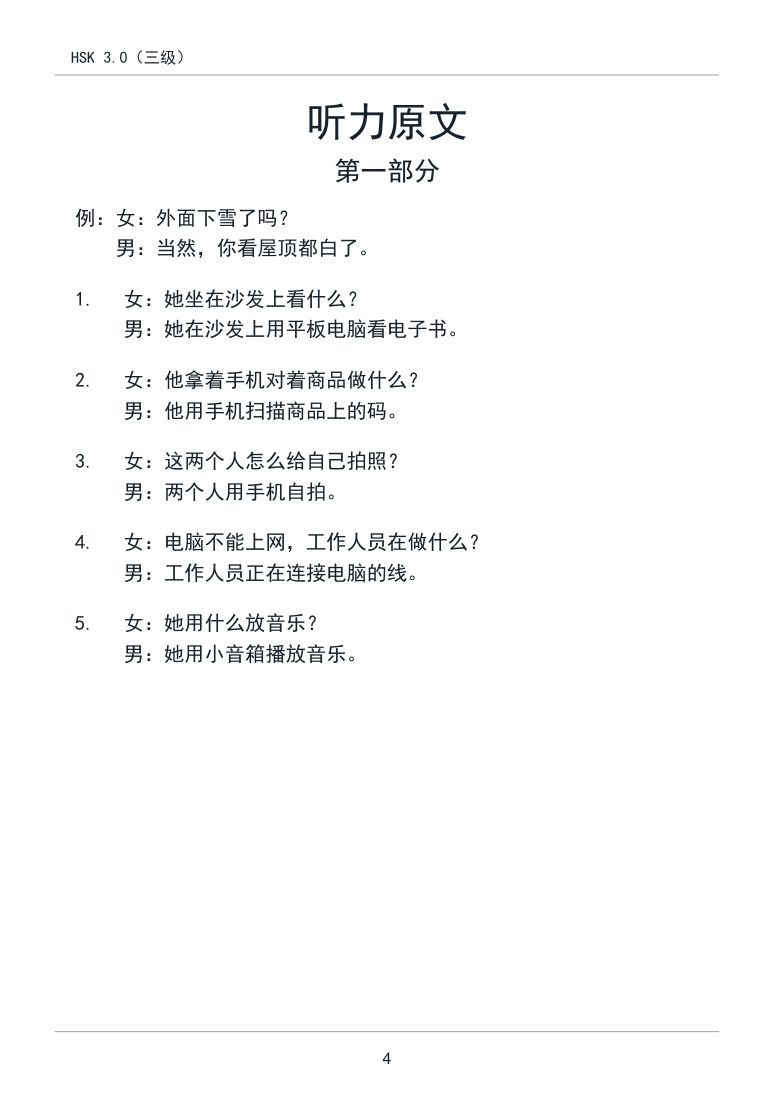 HSK 3.0（三级）
听力原文
第一部分
例：女：外面下雪了吗？
男：当然，你看屋顶都白了。
1. 女：她坐在沙发上看什么？
男：她在沙发上用平板电脑看电子书。
2. 女：他拿着手机对着商品做什么？
男：他用手机扫描商品上的码。
3. 女：这两个人怎么给自己拍照？
男：两个人用手机自拍。
4. 女：电脑不能上网，工作人员在做什么？
男：工作人员正在连接电脑的线。
5. 女：她用什么放音乐？
男：她用小音箱播放音乐。
4